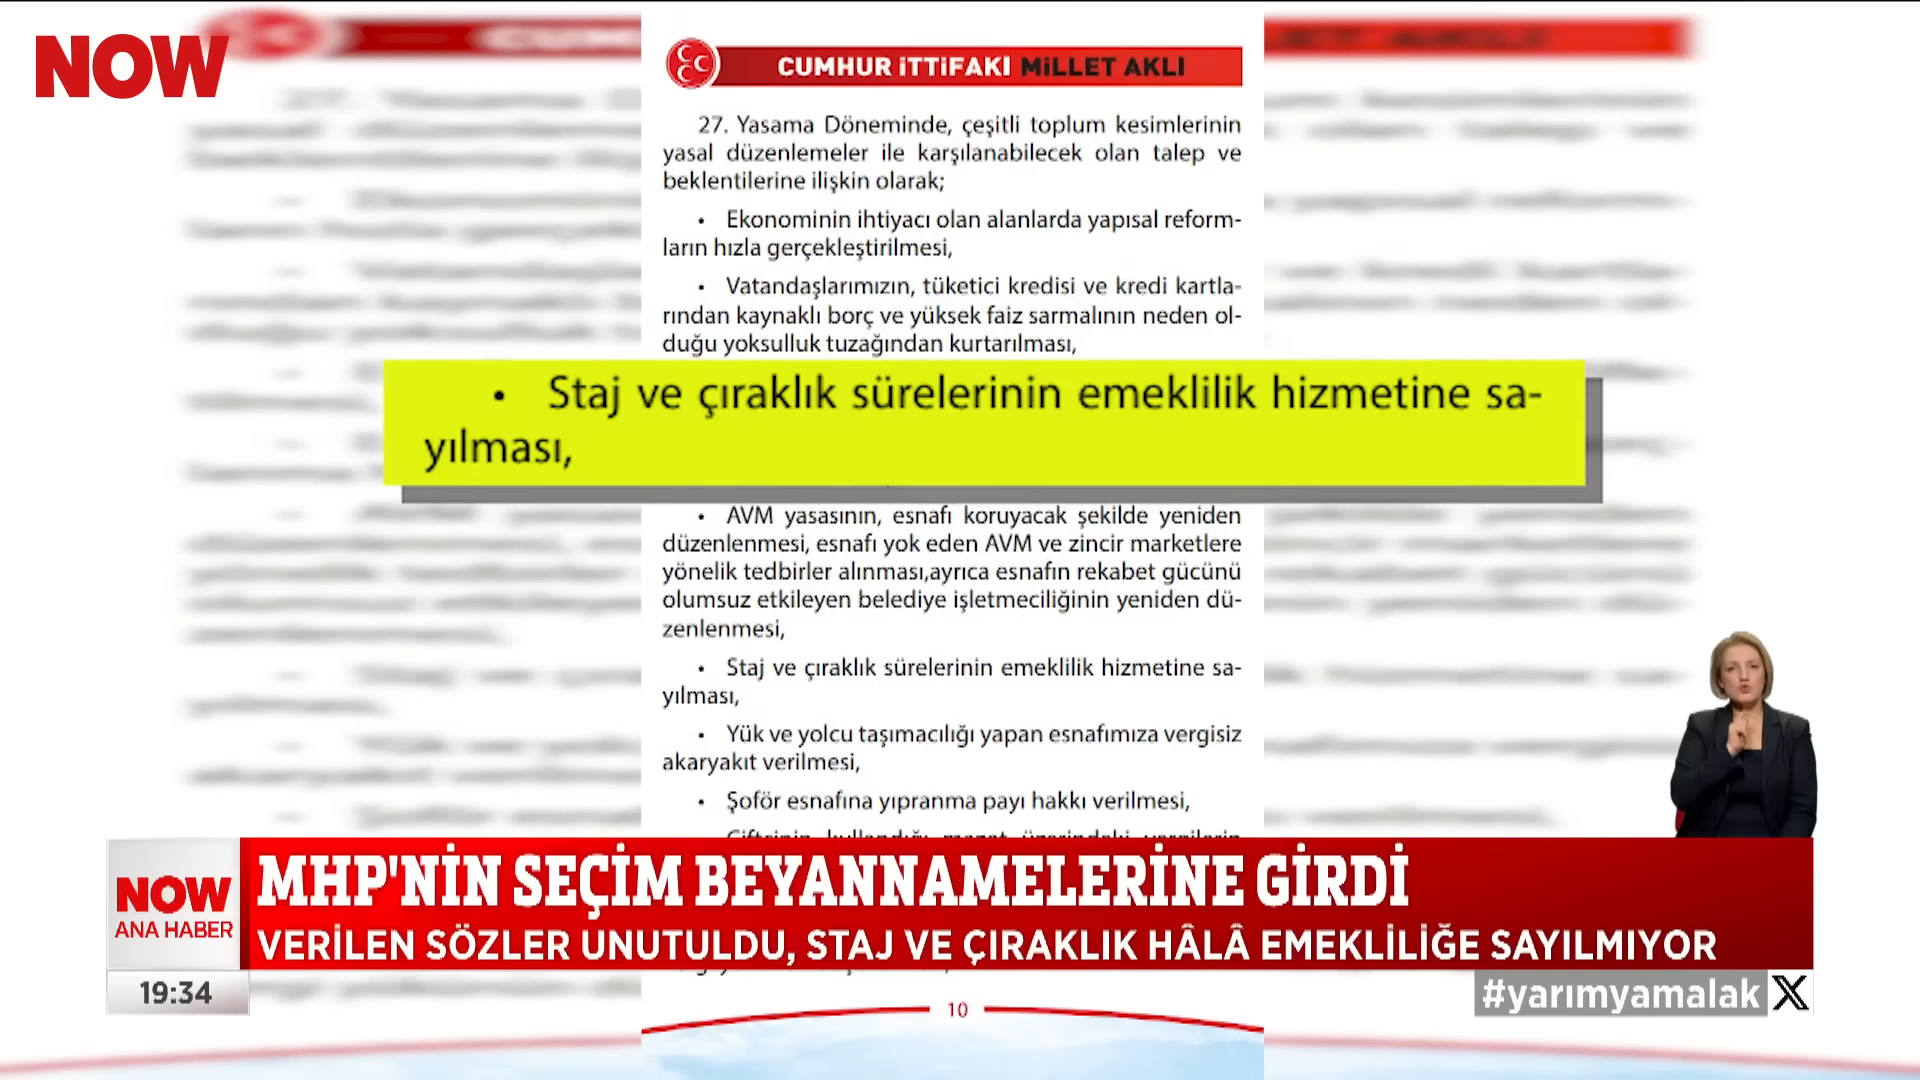 NOW
CUMHUR İTTİFAKI MİLLET AKLI
27. Yasama Döneminde, çeşitli toplum kesimlerinin
yasal düzenlemeler ile karşılanabilecek olan talep ve
beklentilerine ilişkin olarak;
• Ekonominin ihtiyacı olan alanlarda yapısal reform-
ların hızla gerçekleştirilmesi,
• Vatandaşlarımızın, tüketici kredisi ve kredi kartla-
rından kaynaklı borç ve yüksek faiz sarmalının neden ol-
duğu yoksulluk tuzağından kurtarılması,
• Staj ve çıraklık sürelerinin emeklilik hizmetine sa-
yılması,
• AVM yasasının, esnafı koruyacak şekilde yeniden
düzenlenmesi, esnafı yok eden AVM ve zincir marketlere
yönelik tedbirler alınması,ayrıca esnafın rekabet gücünü
olumsuz etkileyen belediye işletmeciliğinin yeniden dü-
zenlenmesi,
• Staj ve çıraklık sürelerinin emeklilik hizmetine sa-
yılması,
• Yük ve yolcu taşımacılığı yapan esnafımıza vergisiz
akaryakıt verilmesi,
• Şoför esnafına yıpranma payı hakkı verilmesi,
NOW
ANA HABER
MHP'NİN SEÇİM BEYANNAMELERİNE GİRDİ
VERİLEN SÖZLER UNUTULDU, STAJ VE ÇIRAKLIK HÂLÂ EMEKLİLİĞE SAYILMIYOR
19:34
#yarımyamalak X
10